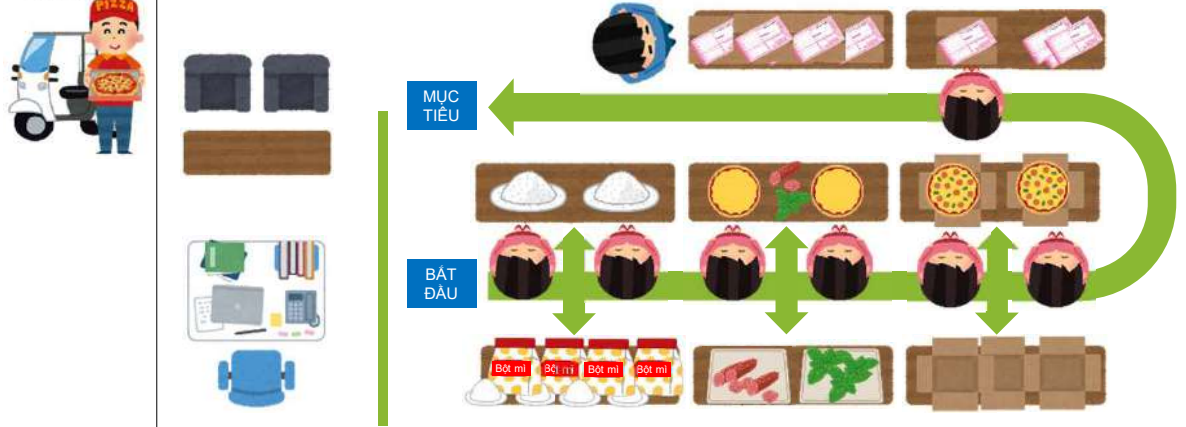 PIZZA
MỤC
TIÊU
BẮT
ĐẦU
Bột mì
Bột mì
Bột mì
Bột mì